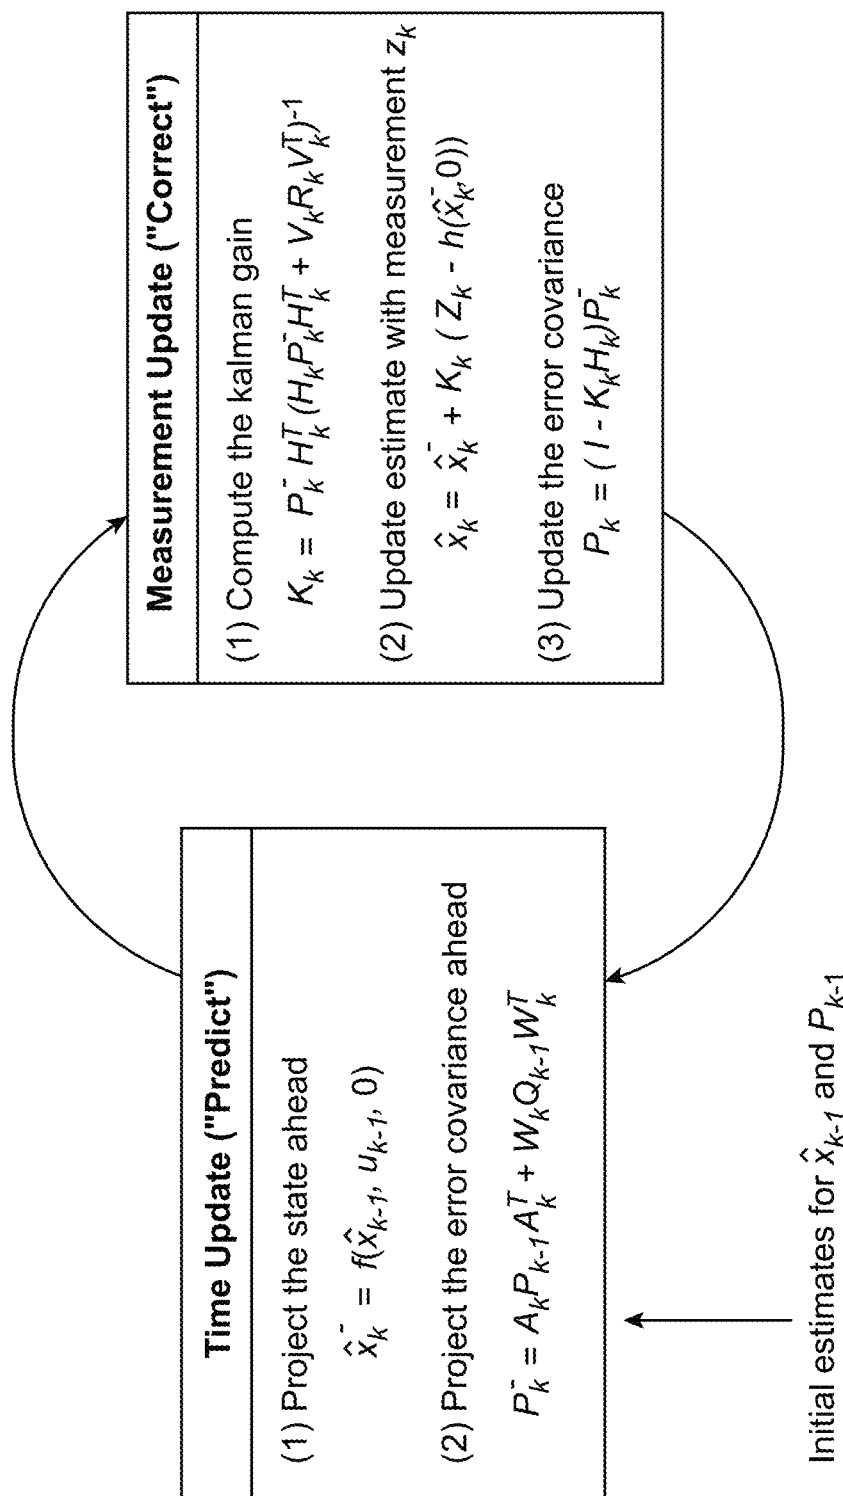 Time Update ("Predict")
(1) Project the state ahead
x̂ₖ⁻ = f(x̂ₖ₋₁, uₖ₋₁, 0)
(2) Project the error covariance ahead
Pₖ⁻ = AₖPₖ₋₁Aₖᵀ + WₖQₖ₋₁Wₖᵀ
Initial estimates for x̂ₖ₋₁ and Pₖ₋₁
Measurement Update ("Correct")
(1) Compute the kalman gain
Kₖ = Pₖ⁻ Hₖᵀ (HₖPₖ⁻Hₖᵀ + VₖRₖVₖᵀ)⁻¹
(2) Update estimate with measurement zₖ
x̂ₖ = x̂ₖ⁻ + Kₖ ( Zₖ - h(x̂ₖ⁻, 0))
(3) Update the error covariance
Pₖ = ( I - KₖHₖ)Pₖ⁻